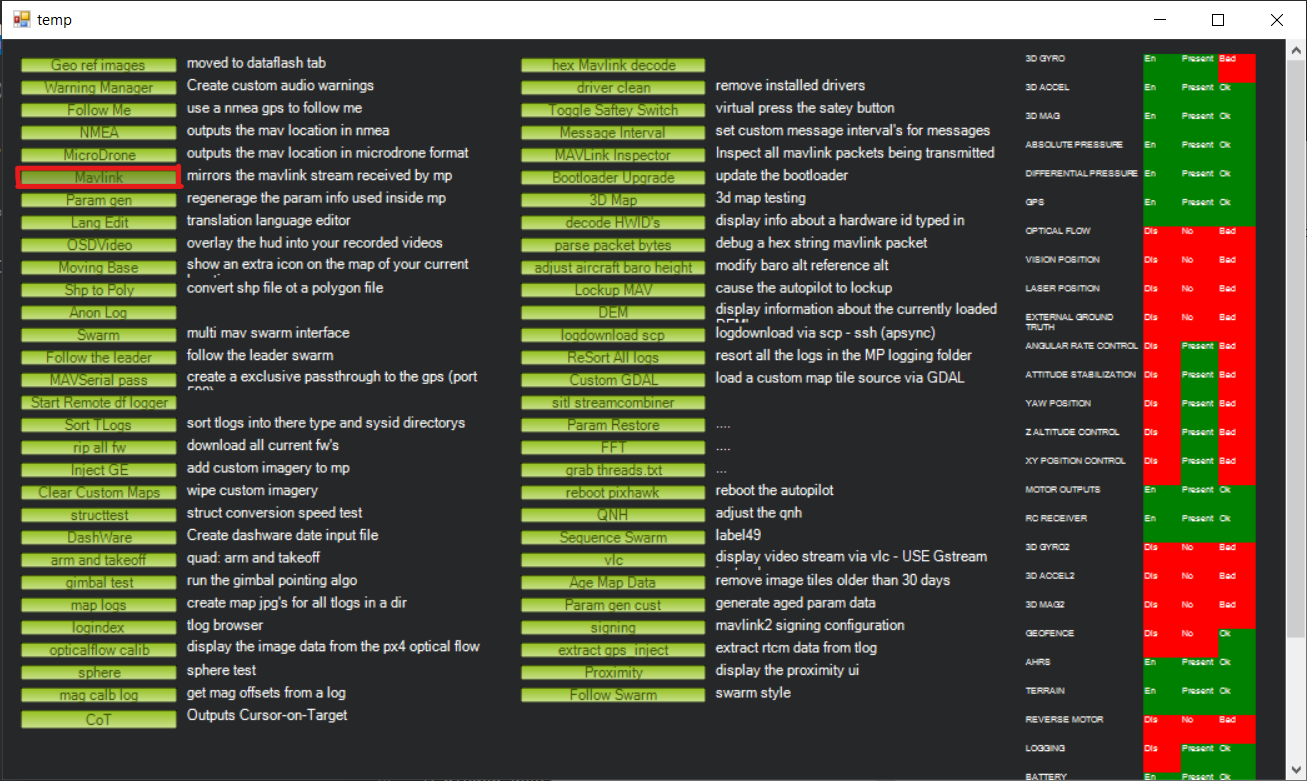 temp
Geo ref images moved to dataflash tab
Warning Manager Create custom audio warnings
Follow Me use a nmea gps to follow me
NMEA outputs the mav location in nmea
MicroDrone outputs the mav location in microdrone format
Mavlink mirrors the mavlink stream received by mp
Param gen regenerage the param info used inside mp
Lang Edit translation language editor
OSDVideo overlay the hud into your recorded videos
Moving Base show an extra icon on the map of your current
Shp to Poly convert shp file ot a polygon file
Anon Log
Swarm multi mav swarm interface
Follow the leader follow the leader swarm
MAVSerial pass create a exclusive passthrough to the gps (port
Start Remote df logger
Sort TLogs sort tlogs into there type and sysid directorys
rip all fw download all current fw's
Inject GE add custom imagery to mp
Clear Custom Maps wipe custom imagery
structtest struct conversion speed test
DashWare Create dashware date input file
arm and takeoff quad: arm and takeoff
gimbal test run the gimbal pointing algo
map logs create map jpg's for all tlogs in a dir
logindex tlog browser
opticalflow calib display the image data from the px4 optical flow
sphere sphere test
mag calb log get mag offsets from a log
CoT Outputs Cursor-on-Target
hex Mavlink decode
driver clean remove installed drivers
Toggle Saftey Switch virtual press the satey button
Message Interval set custom message interval's for messages
MAVLink Inspector Inspect all mavlink packets being transmitted
Bootloader Upgrade update the bootloader
3D Map 3d map testing
decode HWID's display info about a hardware id typed in
parse packet bytes debug a hex string mavlink packet
adjust aircraft baro height modify baro alt reference alt
Lockup MAV cause the autopilot to lockup
DEM display information about the currently loaded
logdownload scp logdownload via scp - ssh (apsync)
ReSort All logs resort all the logs in the MP logging folder
Custom GDAL load a custom map tile source via GDAL
sitl streamcombiner
Param Restore ....
FFT ....
grab threads.txt ...
reboot pixhawk reboot the autopilot
QNH adjust the qnh
Sequence Swarm label49
vlc display video stream via vlc - USE Gstream
Age Map Data remove image tiles older than 30 days
Param gen cust generate aged param data
signing mavlink2 signing configuration
extract gps_inject extract rtcm data from tlog
Proximity display the proximity ui
Follow Swarm swarm style
3D GYRO En Present Bad
3D ACCEL En Present Ok
3D MAG En Present Ok
ABSOLUTE PRESSURE En Present Ok
DIFFERENTIAL PRESSURE En Present Ok
GPS En Present Ok
OPTICAL FLOW Dis No Bad
VISION POSITION Dis No Bad
LASER POSITION Dis No Bad
EXTERNAL GROUND Dis No Bad
TRUTH
ANGULAR RATE CONTROL Dis Present Bad
ATTITUDE STABILIZATION Dis Present Bad
YAW POSITION Dis Present Bad
Z ALTITUDE CONTROL Dis Present Bad
XY POSITION CONTROL Dis Present Bad
MOTOR OUTPUTS En Present Ok
RC RECEIVER En Present Ok
3D GYRO2 Dis No Bad
3D ACCEL2 Dis No Bad
3D MAG2 Dis No Bad
GEOFENCE Dis No Ok
AHRS En Present Ok
TERRAIN En Present Ok
REVERSE MOTOR Dis No Bad
LOGGING Dis Present Ok
BATTERY En Present Ok